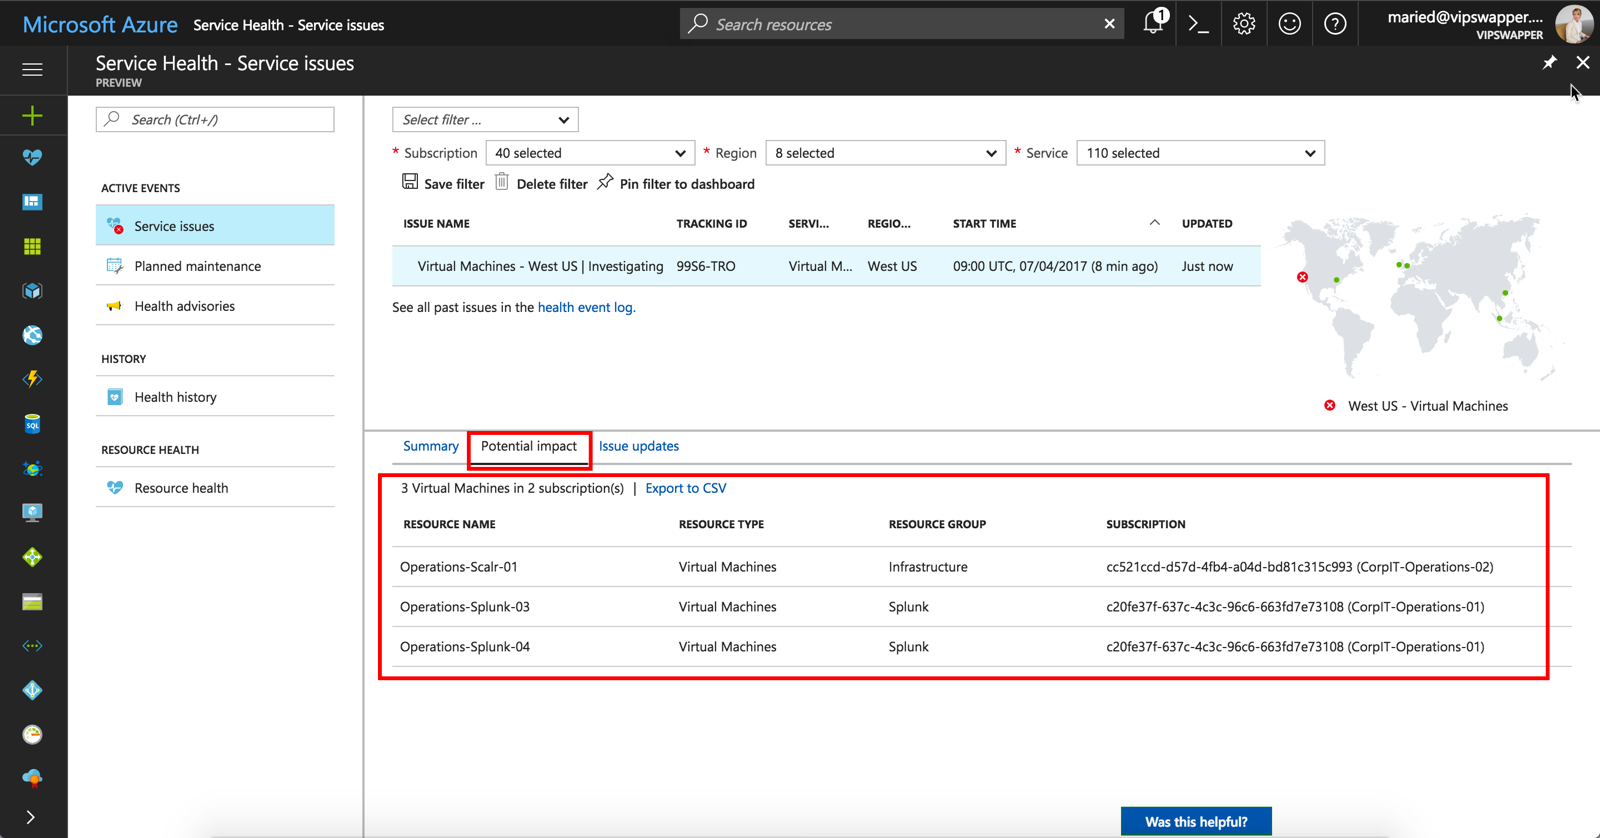 Microsoft Azure Service Health - Service issues
Search resources
1
maried@vipswapper....
VIPSWAPPER
Service Health - Service issues
PREVIEW
Search (Ctrl+/)
ACTIVE EVENTS
Service issues
Planned maintenance
Health advisories
HISTORY
Health history
RESOURCE HEALTH
Resource health
Select filter ...
* Subscription 40 selected * Region 8 selected * Service 110 selected
Save filter Delete filter Pin filter to dashboard
ISSUE NAME TRACKING ID SERVI... REGIO... START TIME UPDATED
Virtual Machines - West US | Investigating 99S6-TRO Virtual M... West US 09:00 UTC, 07/04/2017 (8 min ago) Just now
See all past issues in the health event log.
West US - Virtual Machines
Summary Potential impact Issue updates
3 Virtual Machines in 2 subscription(s) | Export to CSV
RESOURCE NAME RESOURCE TYPE RESOURCE GROUP SUBSCRIPTION
Operations-Scalr-01 Virtual Machines Infrastructure cc521ccd-d57d-4fb4-a04d-bd81c315c993 (CorpIT-Operations-02)
Operations-Splunk-03 Virtual Machines Splunk c20fe37f-637c-4c3c-96c6-663fd7e73108 (CorpIT-Operations-01)
Operations-Splunk-04 Virtual Machines Splunk c20fe37f-637c-4c3c-96c6-663fd7e73108 (CorpIT-Operations-01)
Was this helpful?
SQL